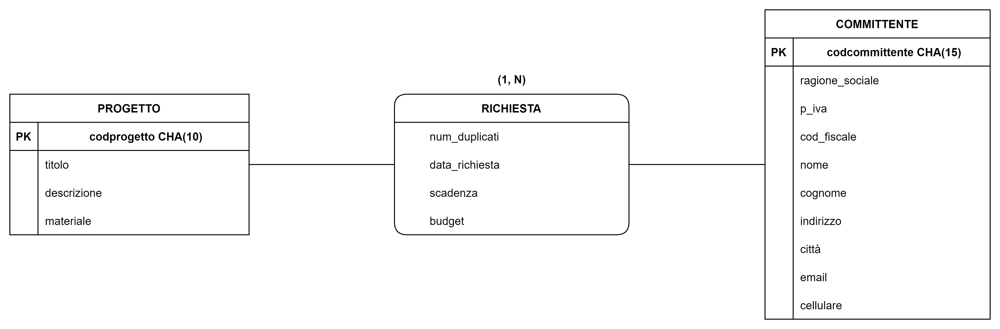 PROGETTO
PK codprogetto CHA(10)
titolo
descrizione
materiale
(1, N)
RICHIESTA
num_duplicati
data_richiesta
scadenza
budget
COMMITTENTE
PK codcommittente CHA(15)
ragione_sociale
p_iva
cod_fiscale
nome
cognome
indirizzo
città
email
cellulare